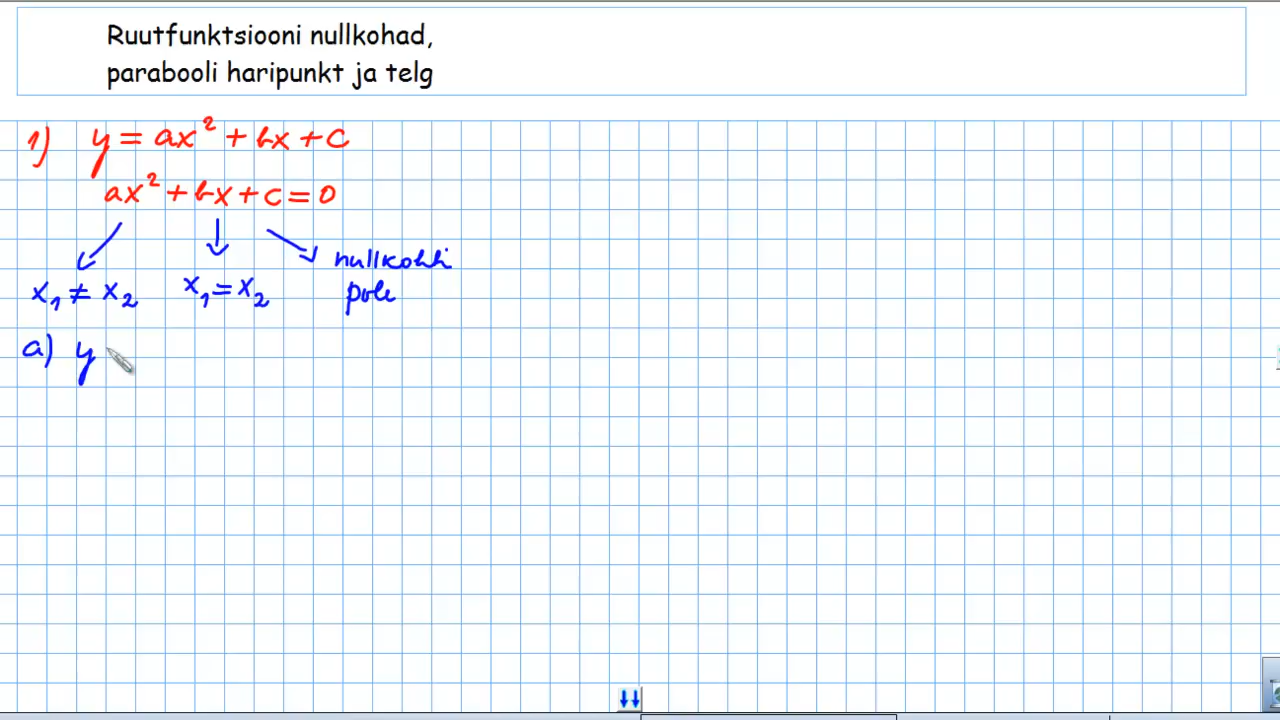 Ruutfunktsiooni nullkohad,
parabooli haripunkt ja telg
1) y = ax² + bx + c
ax² + bx + c = 0
x₁ ≠ x₂ x₁ = x₂ nullkohti
pole
a) y